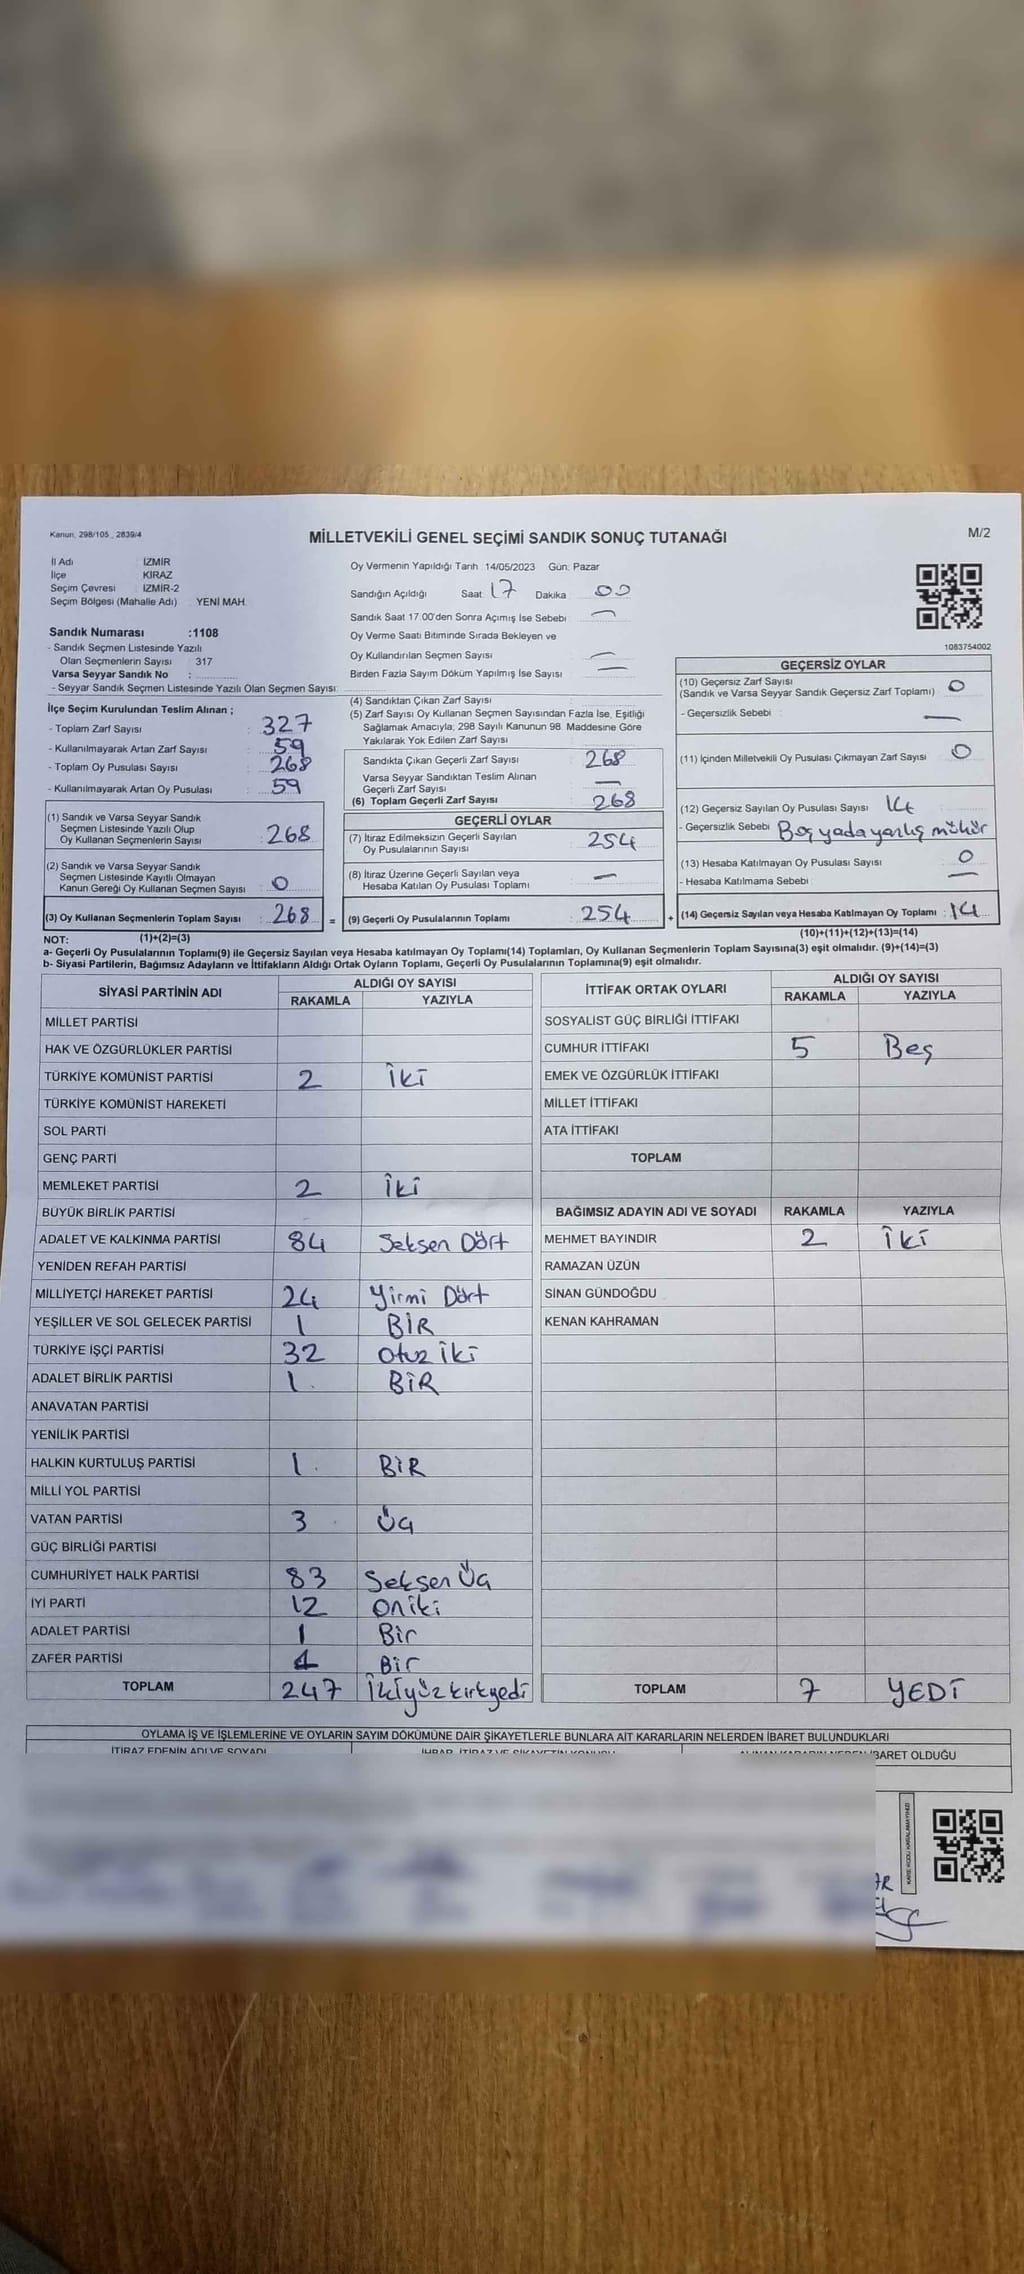 Kanun, 298/105 , 2839/4
MİLLETVEKİLİ GENEL SEÇİMİ SANDIK SONUÇ TUTANAĞI
M/2
İl Adı : İZMİR
İlçe : KİRAZ
Seçim Çevresi : İZMİR-2
Seçim Bölgesi (Mahalle Adı) : YENİ MAH.
Sandık Numarası :1108
- Sandık Seçmen Listesinde Yazılı
Olan Seçmenlerin Sayısı : 317
Varsa Seyyar Sandık No :
- Seyyar Sandık Seçmen Listesinde Yazılı Olan Seçmen Sayısı:
İlçe Seçim Kurulundan Teslim Alınan ;
- Toplam Zarf Sayısı : 327
- Kullanılmayarak Artan Zarf Sayısı : 59
- Toplam Oy Pusulası Sayısı : 268
- Kullanılmayarak Artan Oy Pusulası : 59
(1) Sandık ve Varsa Seyyar Sandık
Seçmen Listesinde Yazılı Olup
Oy Kullanan Seçmenlerin Sayısı : 268
(2) Sandık ve Varsa Seyyar Sandık
Seçmen Listesinde Kayıtlı Olmayan
Kanun Gereği Oy Kullanan Seçmen Sayısı : 0
(3) Oy Kullanan Seçmenlerin Toplam Sayısı : 268 =
(1)+(2)=(3)
Oy Vermenin Yapıldığı Tarih 14/05/2023 Gün: Pazar
Sandığın Açıldığı Saat 17 Dakika 00
Sandık Saat 17:00'den Sonra Açımış İse Sebebi : —
Oy Verme Saati Bitiminde Sırada Bekleyen ve
Oy Kullandırılan Seçmen Sayısı : —
Birden Fazla Sayım Döküm Yapılmış İse Sayısı : —
(4) Sandıktan Çıkan Zarf Sayısı :
(5) Zarf Sayısı Oy Kullanan Seçmen Sayısından Fazla İse, Eşitliği
Sağlamak Amacıyla, 298 Sayılı Kanunun 98. Maddesine Göre
Yakılarak Yok Edilen Zarf Sayısı :
Sandıkta Çıkan Geçerli Zarf Sayısı : 268
Varsa Seyyar Sandıktan Teslim Alınan
Geçerli Zarf Sayısı : —
(6) Toplam Geçerli Zarf Sayısı : 268
GEÇERLİ OYLAR
(7) İtiraz Edilmeksizin Geçerli Sayılan
Oy Pusulalarının Sayısı : 254
(8) İtiraz Üzerine Geçerli Sayılan veya
Hesaba Katılan Oy Pusulası Toplamı : —
(9) Geçerli Oy Pusulalarının Toplamı : 254 +
1083754002
GEÇERSİZ OYLAR
(10) Geçersiz Zarf Sayısı
(Sandık ve Varsa Seyyar Sandık Geçersiz Zarf Toplamı) : 0
- Geçersizlik Sebebi : —
(11) İçinden Milletvekili Oy Pusulası Çıkmayan Zarf Sayısı : 0
(12) Geçersiz Sayılan Oy Pusulası Sayısı : 14
- Geçersizlik Sebebi : Boş yada yanlış mühür
(13) Hesaba Katılmayan Oy Pusulası Sayısı : 0
- Hesaba Katılmama Sebebi : —
(14) Geçersiz Sayılan veya Hesaba Katılmayan Oy Toplamı : 14
(10)+(11)+(12)+(13)=(14)
NOT:
a- Geçerli Oy Pusulalarının Toplamı(9) ile Geçersiz Sayılan veya Hesaba katılmayan Oy Toplamı(14) Toplamları, Oy Kullanan Seçmenlerin Toplam Sayısına(3) eşit olmalıdır. (9)+(14)=(3)
b- Siyasi Partilerin, Bağımsız Adayların ve İttifakların Aldığı Ortak Oyların Toplamı, Geçerli Oy Pusulalarının Toplamına(9) eşit olmalıdır.
SİYASİ PARTİNİN ADI ALDIĞI OY SAYISI
RAKAMLA YAZIYLA
MİLLET PARTİSİ
HAK VE ÖZGÜRLÜKLER PARTİSİ
TÜRKİYE KOMÜNİST PARTİSİ 2 İki
TÜRKİYE KOMÜNİST HAREKETİ
SOL PARTİ
GENÇ PARTİ
MEMLEKET PARTİSİ 2 İki
BÜYÜK BİRLİK PARTİSİ
ADALET VE KALKINMA PARTİSİ 84 Seksen Dört
YENİDEN REFAH PARTİSİ
MİLLİYETÇİ HAREKET PARTİSİ 24 Yirmi Dört
YEŞİLLER VE SOL GELECEK PARTİSİ 1 BİR
TÜRKİYE İŞÇİ PARTİSİ 32 Otuz iki
ADALET BİRLİK PARTİSİ 1. BİR
ANAVATAN PARTİSİ
YENİLİK PARTİSİ
HALKIN KURTULUŞ PARTİSİ 1. BİR
MİLLİ YOL PARTİSİ
VATAN PARTİSİ 3 Üç
GÜÇ BİRLİĞİ PARTİSİ
CUMHURİYET HALK PARTİSİ 83 Seksen Üç
İYİ PARTİ 12 Oniki
ADALET PARTİSİ 1 Bir
ZAFER PARTİSİ 1 Bir
TOPLAM 247 İkiyüzkırkyedi
İTTİFAK ORTAK OYLARI ALDIĞI OY SAYISI
RAKAMLA YAZIYLA
SOSYALİST GÜÇ BİRLİĞİ İTTİFAKI
CUMHUR İTTİFAKI 5 Beş
EMEK VE ÖZGÜRLÜK İTTİFAKI
MİLLET İTTİFAKI
ATA İTTİFAKI
TOPLAM
BAĞIMSIZ ADAYIN ADI VE SOYADI RAKAMLA YAZIYLA
MEHMET BAYINDIR 2 İki
RAMAZAN ÜZÜN
SİNAN GÜNDOĞDU
KENAN KAHRAMAN
TOPLAM 7 YEDİ
OYLAMA İŞ VE İŞLEMLERİNE VE OYLARIN SAYIM DÖKÜMÜNE DAİR ŞİKAYETLERLE BUNLARA AİT KARARLARIN NELERDEN İBARET BULUNDUKLARI
İTİRAZ EDENİN ADI VE SOYADI
İBARET OLDUĞU
KARE KODU KARALAMAYINIZ!